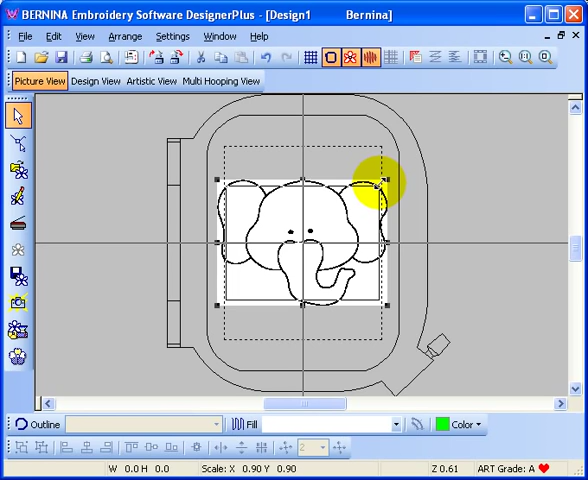 BERNINA Embroidery Software DesignerPlus - [Design1 Bernina]
File Edit View Arrange Settings Window Help
Picture View Design View Artistic View Multi Hooping View
Outline Fill Color
2
W 0.0 H 0.0 Scale: X 0.90 Y 0.90 Z 0.61 ART Grade: A